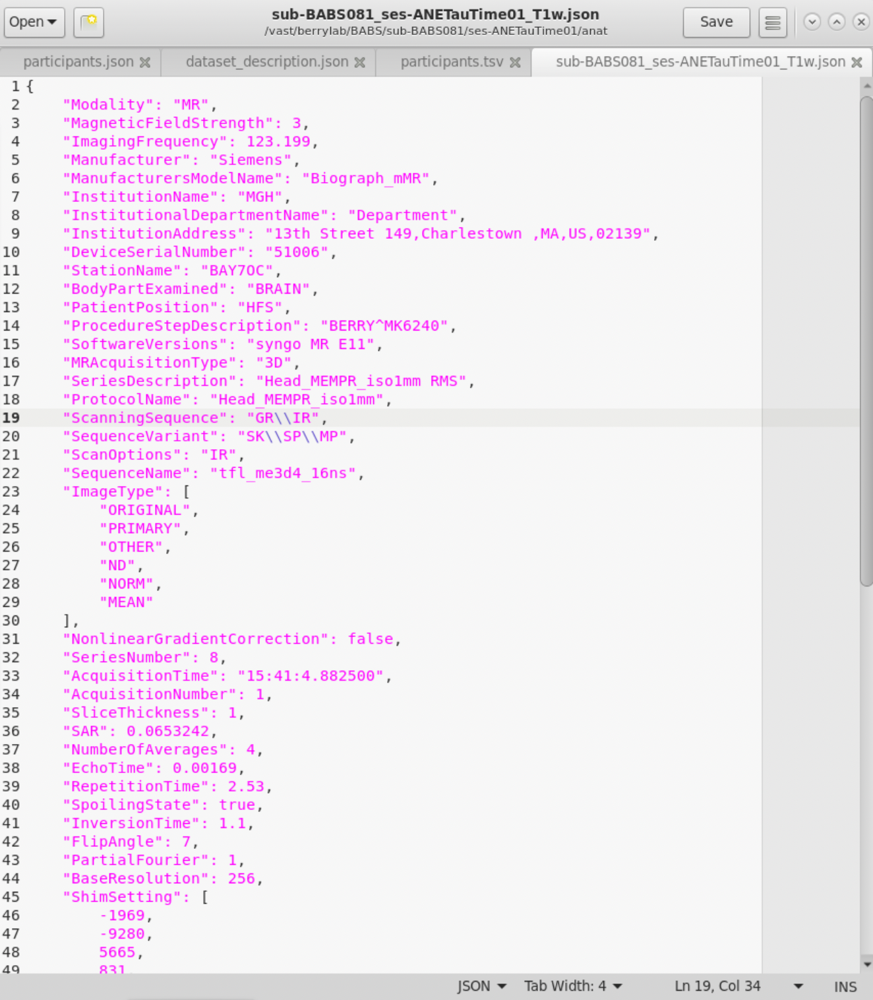 Open
sub-BABS081_ses-ANETauTime01_T1w.json
/vast/berrylab/BABS/sub-BABS081/ses-ANETauTime01/anat
Save
participants.json
dataset_description.json
participants.tsv
sub-BABS081_ses-ANETauTime01_T1w.json
1 {
2     "Modality": "MR",
3     "MagneticFieldStrength": 3,
4     "ImagingFrequency": 123.199,
5     "Manufacturer": "Siemens",
6     "ManufacturersModelName": "Biograph_mMR",
7     "InstitutionName": "MGH",
8     "InstitutionalDepartmentName": "Department",
9     "InstitutionAddress": "13th Street 149,Charlestown ,MA,US,02139",
10     "DeviceSerialNumber": "51006",
11     "StationName": "BAY7OC",
12     "BodyPartExamined": "BRAIN",
13     "PatientPosition": "HFS",
14     "ProcedureStepDescription": "BERRY^MK6240",
15     "SoftwareVersions": "syngo MR E11",
16     "MRAcquisitionType": "3D",
17     "SeriesDescription": "Head_MEMPR_iso1mm RMS",
18     "ProtocolName": "Head_MEMPR_iso1mm",
19     "ScanningSequence": "GR\\IR",
20     "SequenceVariant": "SK\\SP\\MP",
21     "ScanOptions": "IR",
22     "SequenceName": "tfl_me3d4_16ns",
23     "ImageType": [
24         "ORIGINAL",
25         "PRIMARY",
26         "OTHER",
27         "ND",
28         "NORM",
29         "MEAN"
30     ],
31     "NonlinearGradientCorrection": false,
32     "SeriesNumber": 8,
33     "AcquisitionTime": "15:41:4.882500",
34     "AcquisitionNumber": 1,
35     "SliceThickness": 1,
36     "SAR": 0.0653242,
37     "NumberOfAverages": 4,
38     "EchoTime": 0.00169,
39     "RepetitionTime": 2.53,
40     "SpoilingState": true,
41     "InversionTime": 1.1,
42     "FlipAngle": 7,
43     "PartialFourier": 1,
44     "BaseResolution": 256,
45     "ShimSetting": [
46         -1969,
47         -9280,
48         5665,
49         831,
JSON Tab Width: 4 Ln 19, Col 34 INS